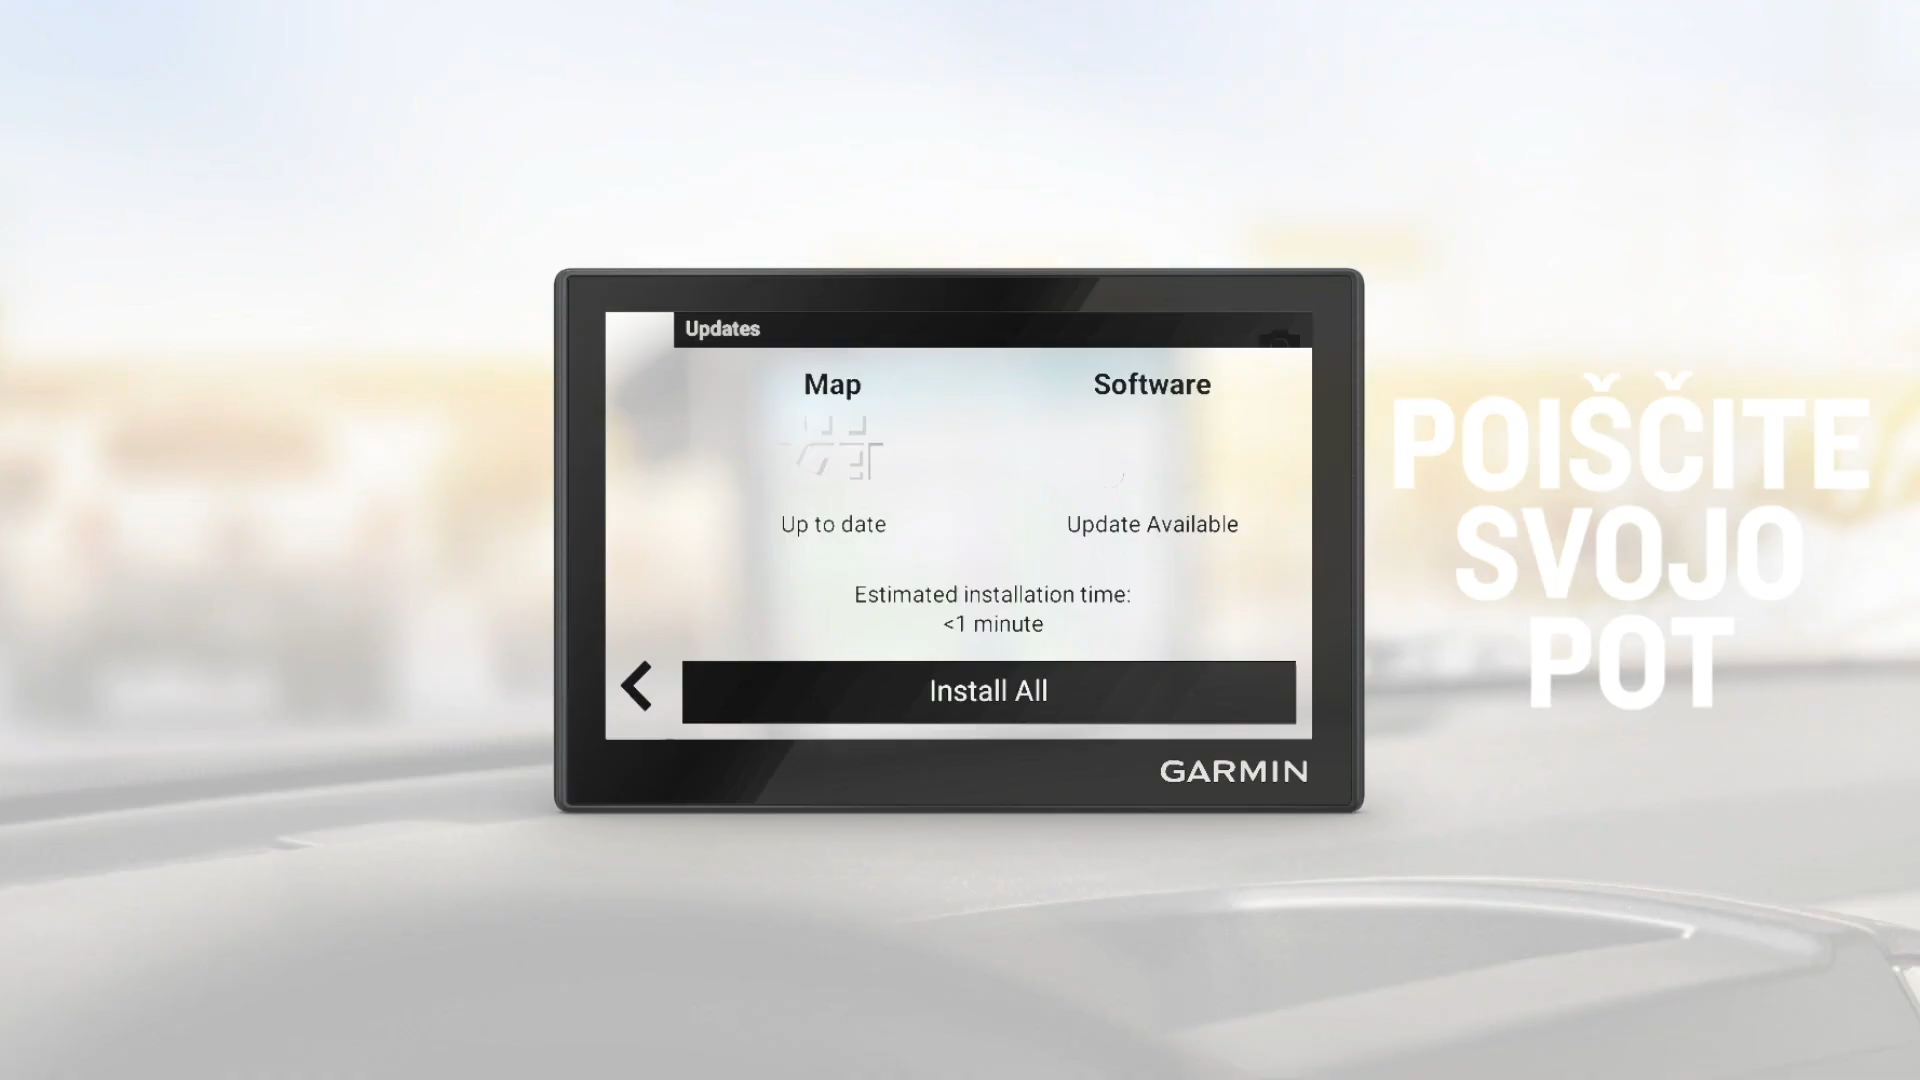 Updates
Map
Software
Up to date
Update Available
Estimated installation time:
<1 minute
Install All
GARMIN
POIŠČITE
SVOJO
POT